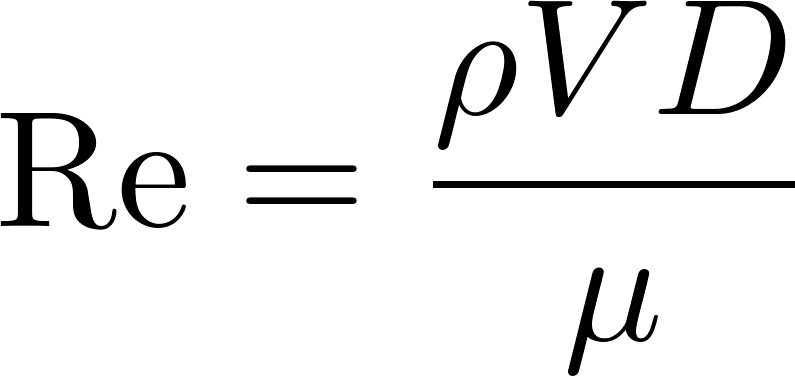 Re = ρVD / μ